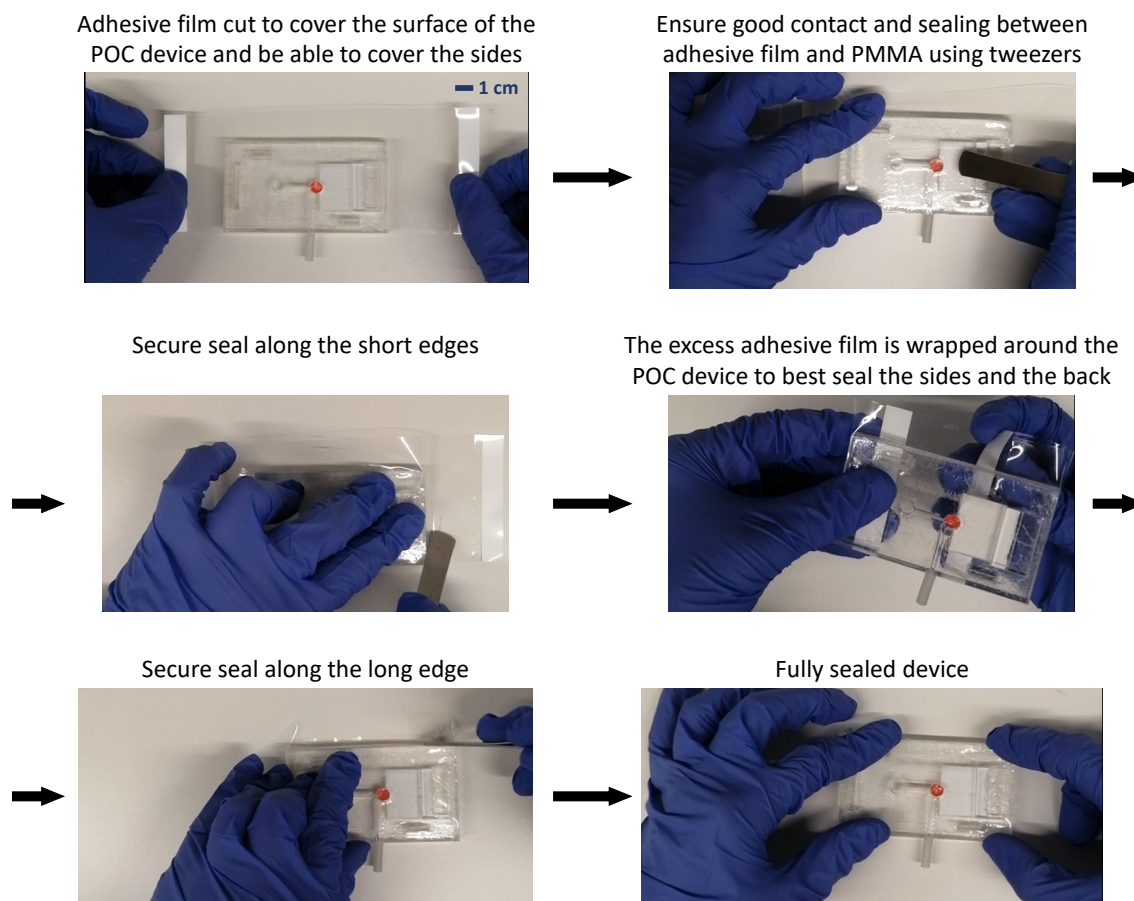 Adhesive film cut to cover the surface of the
POC device and be able to cover the sides
Ensure good contact and sealing between
adhesive film and PMMA using tweezers
1 cm
Secure seal along the short edges
The excess adhesive film is wrapped around the
POC device to best seal the sides and the back
Secure seal along the long edge
Fully sealed device